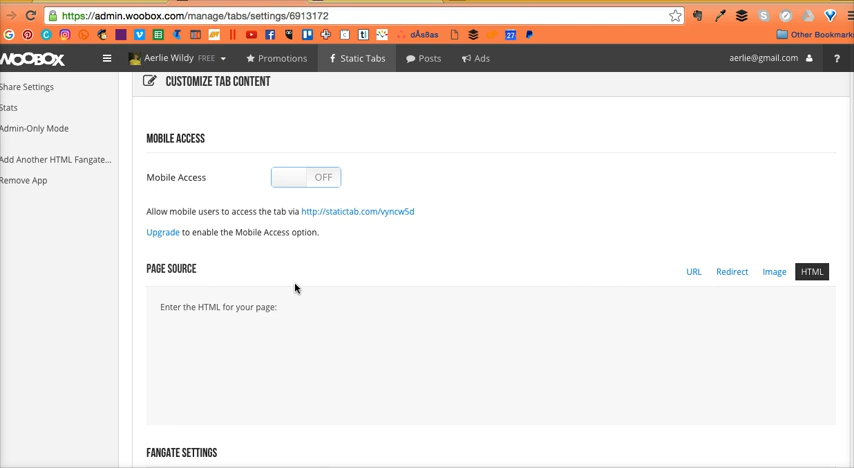 https://admin.woobox.com/manage/tabs/settings/6913172
dÅs8as
27
Other Bookmark
WOOBOX
Aerlie Wildy FREE
Promotions
Static Tabs
Posts
Ads
aerlie@gmail.com
?
Share Settings
Stats
Admin-Only Mode
Add Another HTML Fangate...
Remove App
CUSTOMIZE TAB CONTENT
MOBILE ACCESS
Mobile Access
OFF
Allow mobile users to access the tab via http://statictab.com/vyncw5d
Upgrade to enable the Mobile Access option.
PAGE SOURCE
URL
Redirect
Image
HTML
Enter the HTML for your page:
FANGATE SETTINGS